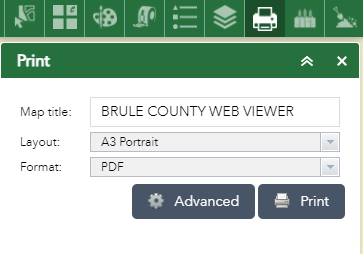 Print
Map title: BRULE COUNTY WEB VIEWER
Layout: A3 Portrait
Format: PDF
Advanced Print